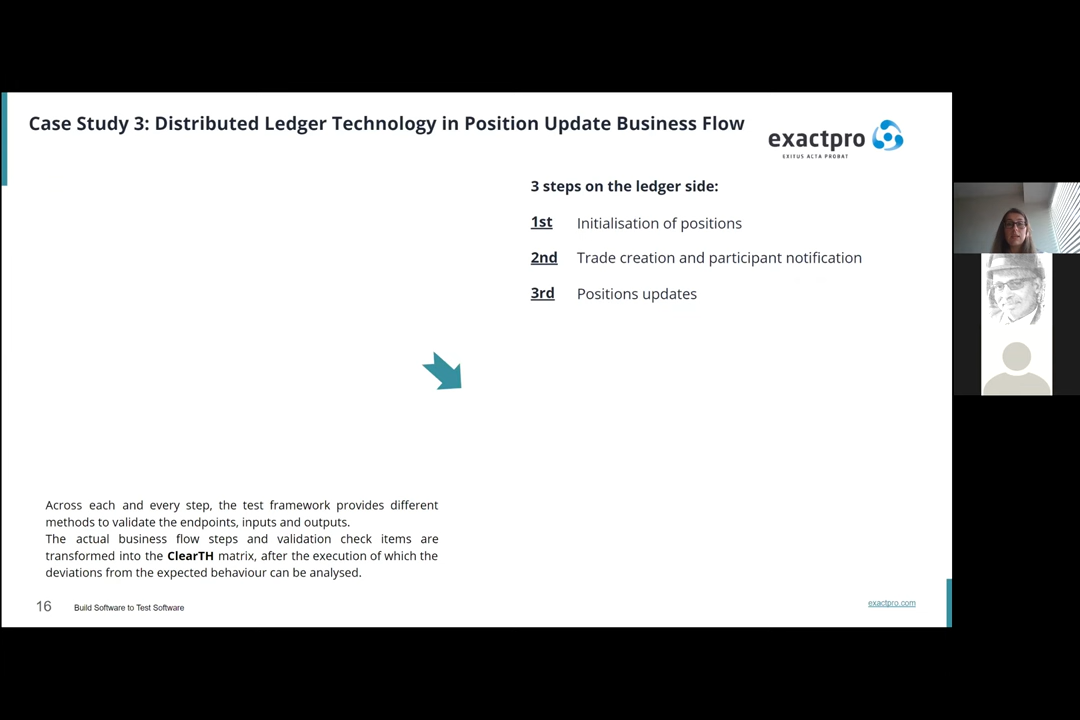 Case Study 3: Distributed Ledger Technology in Position Update Business Flow
exactpro
EXITUS ACTA PROBAT
3 steps on the ledger side:
1st Initialisation of positions
2nd Trade creation and participant notification
3rd Positions updates
Across each and every step, the test framework provides different
methods to validate the endpoints, inputs and outputs.
The actual business flow steps and validation check items are
transformed into the ClearTH matrix, after the execution of which the
deviations from the expected behaviour can be analysed.
16 Build Software to Test Software
exactpro.com